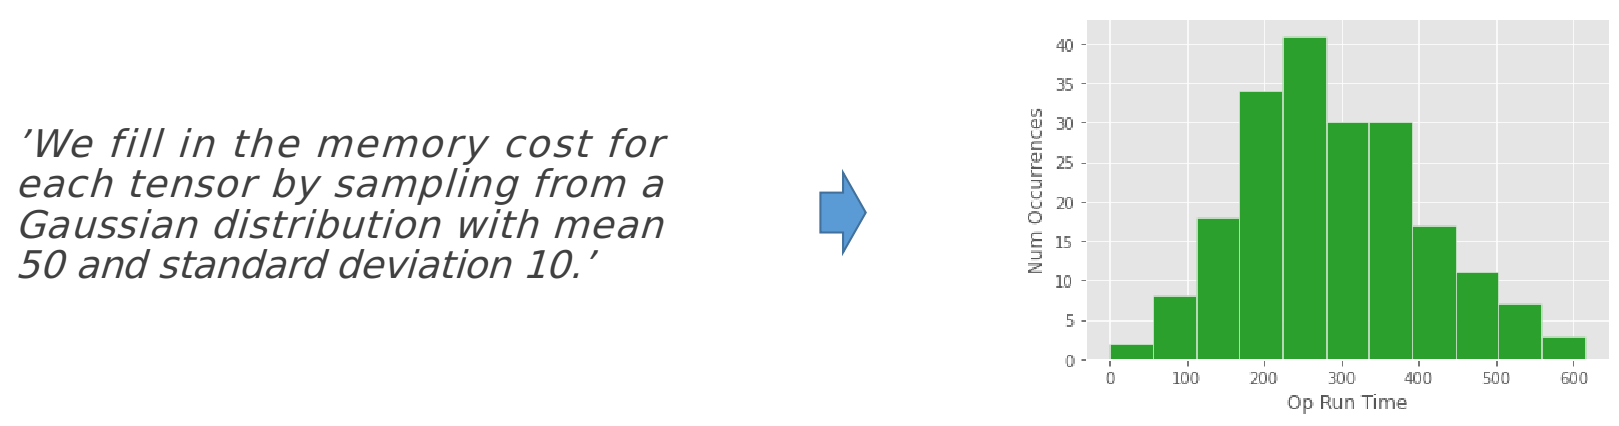 ’We fill in the memory cost for
each tensor by sampling from a
Gaussian distribution with mean
50 and standard deviation 10.’
40
35
30
25
20
15
10
5
0
Num Occurrences
0 100 200 300 400 500 600
Op Run Time